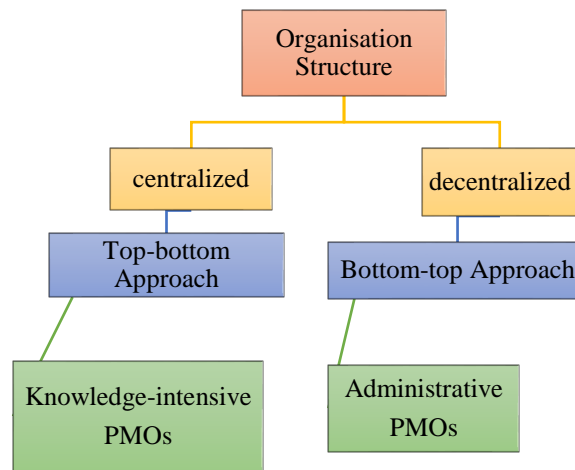 Organisation
Structure
centralized
decentralized
Top-bottom
Approach
Bottom-top Approach
Knowledge-intensive
PMOs
Administrative
PMOs